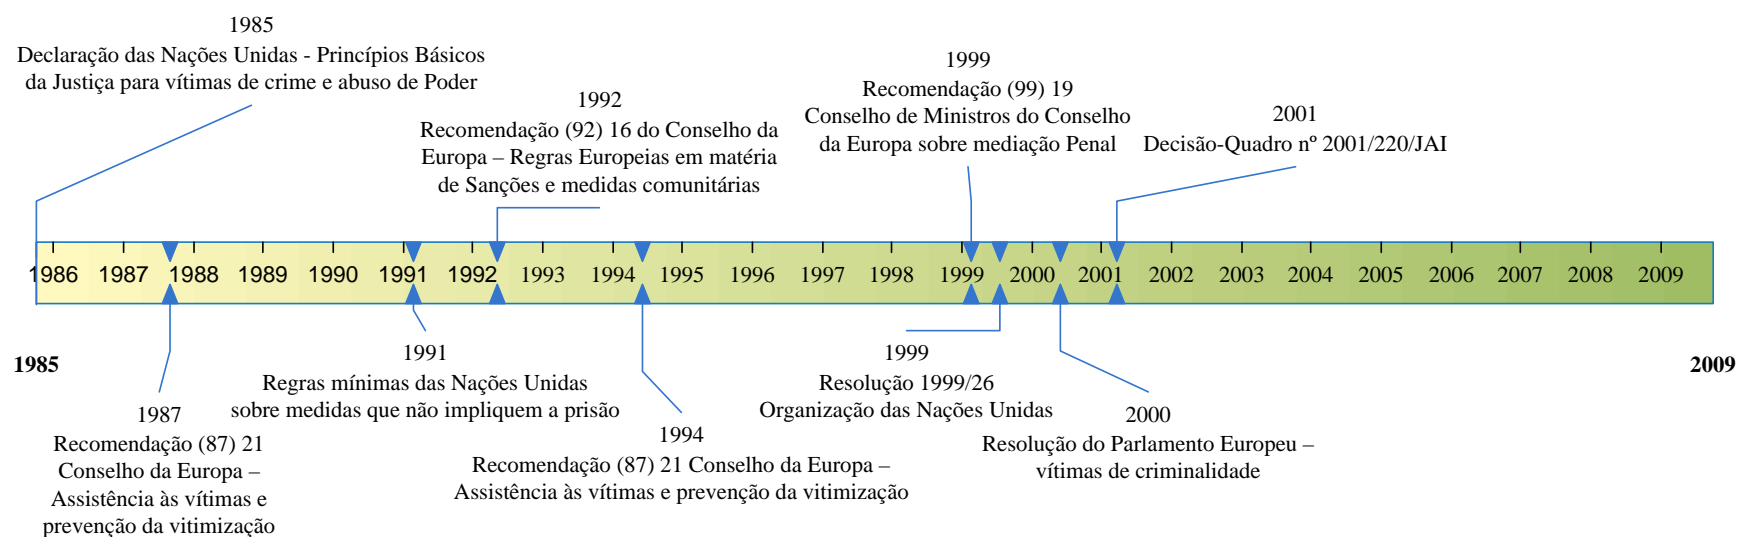 1985
Declaração das Nações Unidas - Princípios Básicos
da Justiça para vítimas de crime e abuso de Poder
1992
Recomendação (92) 16 do Conselho da
Europa – Regras Europeias em matéria
de Sanções e medidas comunitárias
1999
Recomendação (99) 19
Conselho de Ministros do Conselho
da Europa sobre mediação Penal
2001
Decisão-Quadro nº 2001/220/JAI
1986 1987 1988 1989 1990 1991 1992 1993 1994 1995 1996 1997 1998 1999 2000 2001 2002 2003 2004 2005 2006 2007 2008 2009
1985
2009
1987
Recomendação (87) 21
Conselho da Europa –
Assistência às vítimas e
prevenção da vitimização
1991
Regras mínimas das Nações Unidas
sobre medidas que não impliquem a prisão
1994
Recomendação (87) 21 Conselho da Europa –
Assistência às vítimas e prevenção da vitimização
1999
Resolução 1999/26
Organização das Nações Unidas
2000
Resolução do Parlamento Europeu –
vítimas de criminalidade